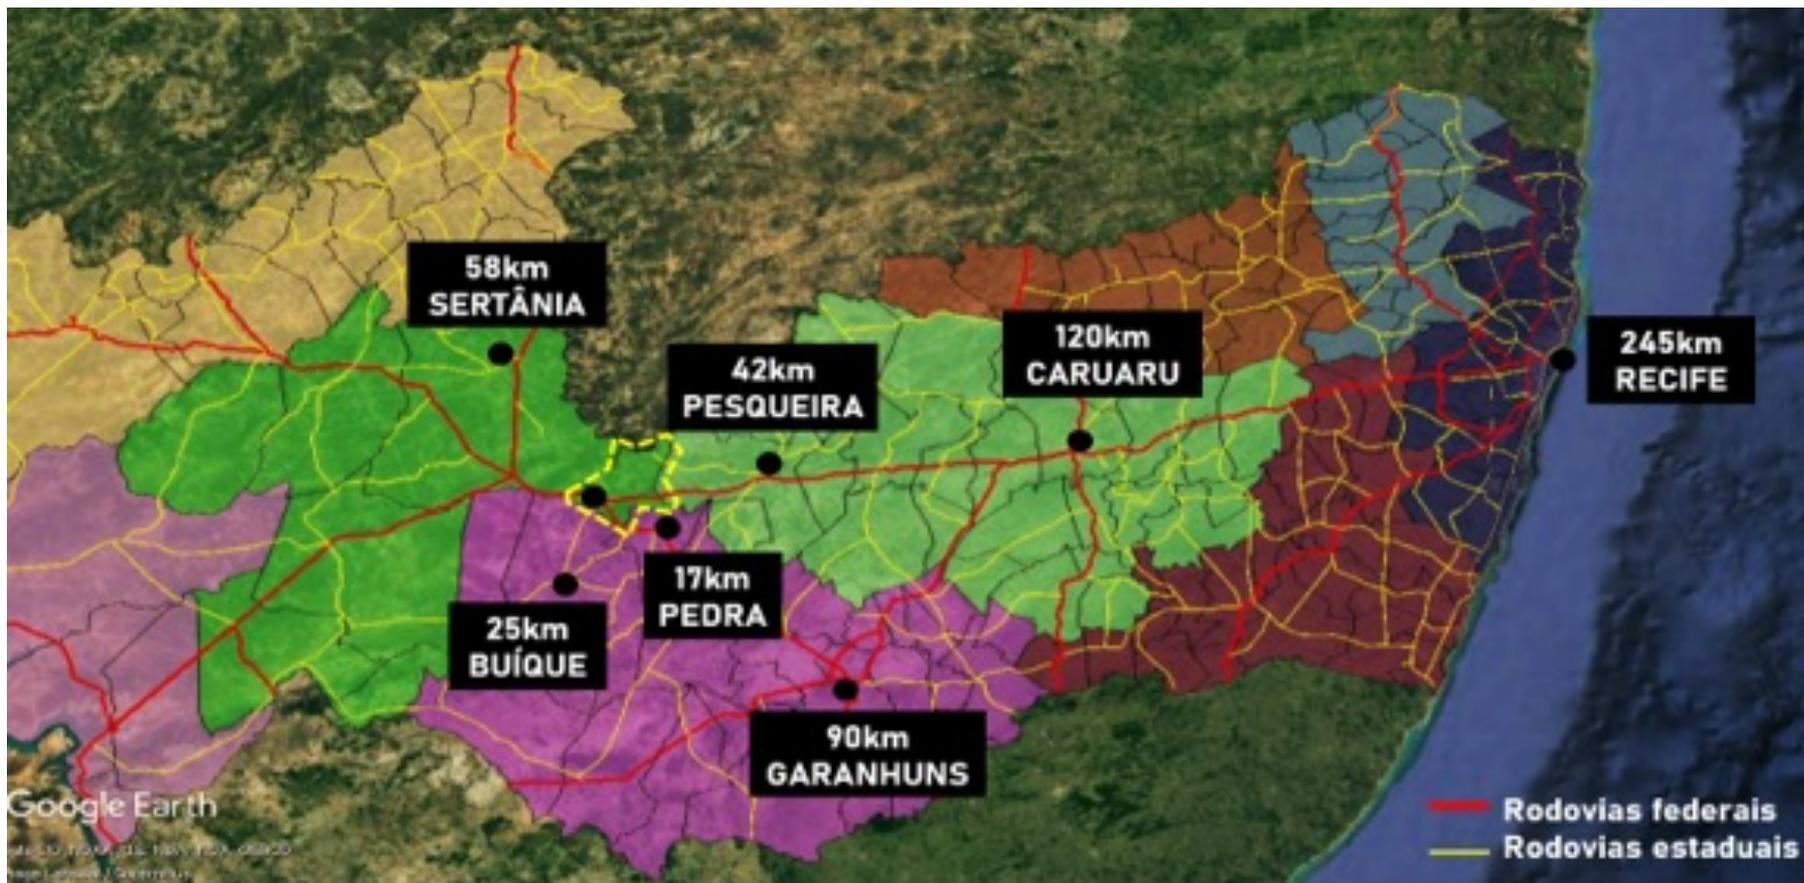 58km
SERTÂNIA
42km
PESQUEIRA
120km
CARUARU
245km
RECIFE
17km
PEDRA
25km
BUÍQUE
90km
GARANHUNS
Google Earth
Rodovias federais
Rodovias estaduais